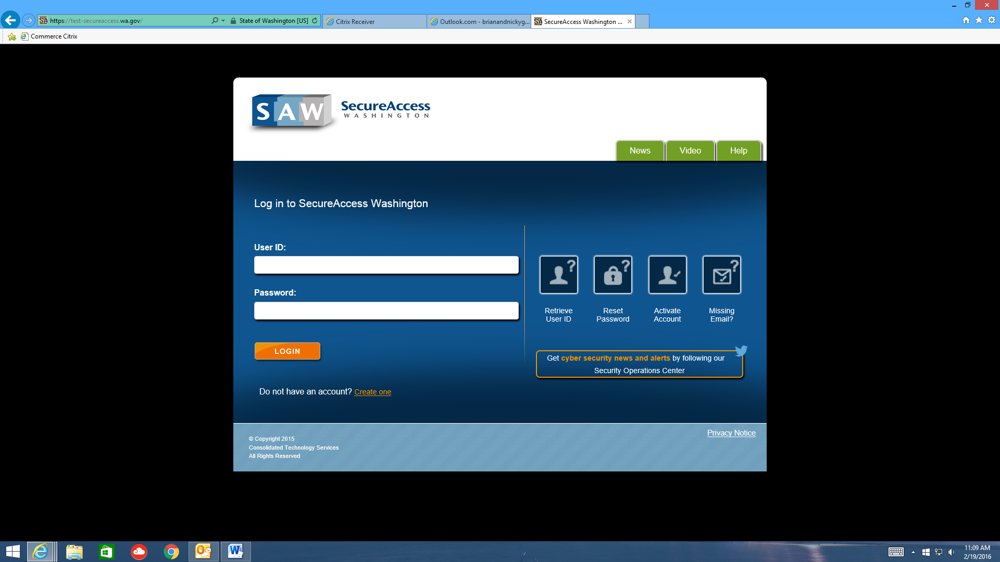 https://test-secureaccess.wa.gov/
State of Washington [US]
Citrix Receiver
Outlook.com - brianandnickyg...
SecureAccess Washington ...
Commerce Citrix
SAW
SecureAccess
WASHINGTON
News
Video
Help
Log in to SecureAccess Washington
User ID:
Password:
LOGIN
Do not have an account? Create one
Retrieve
User ID
Reset
Password
Activate
Account
Missing
Email?
Get cyber security news and alerts by following our
Security Operations Center
© Copyright 2015
Consolidated Technology Services
All Rights Reserved
Privacy Notice
11:09 AM
2/19/2016